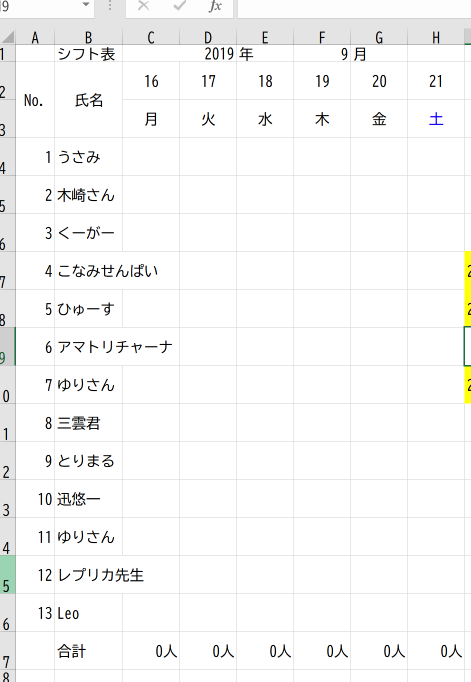 19 fx
A B C D E F G H
1 シフト表 2019 年 9 月
2 16 17 18 19 20 21
No. 氏名
3 月 火 水 木 金 土
4 1 うさみ
5 2 木崎さん
6 3 くーがー
7 4 こなみせんぱい 2
8 5 ひゅーす 2
9 6 アマトリチャーナ
0 7 ゆりさん 2
1 8 三雲君
2 9 とりまる
3 10 迅悠一
4 11 ゆりさん
5 12 レプリカ先生
6 13 Leo
7 合計 0人 0人 0人 0人 0人 0人
8